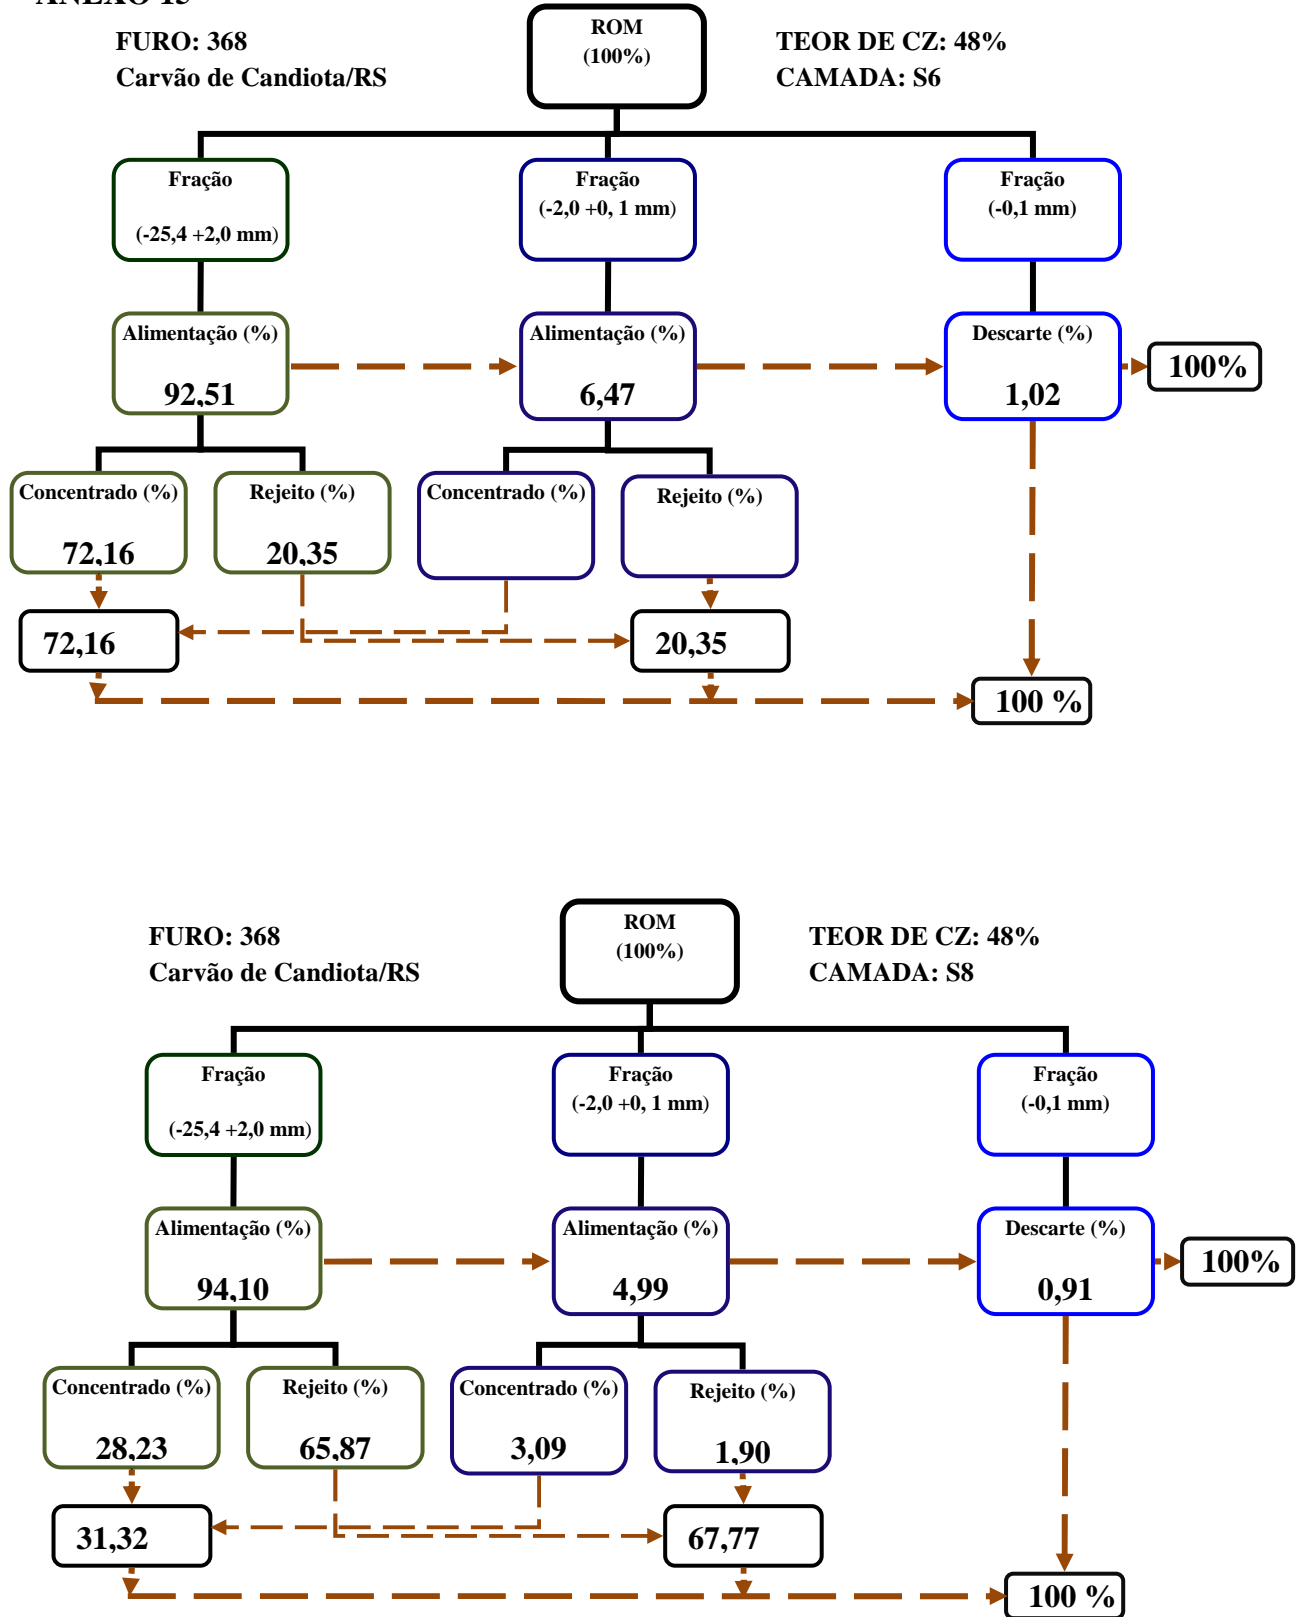 ANEXO 15
ROM
(100%)
FURO: 368
Carvão de Candiota/RS
TEOR DE CZ: 48%
CAMADA: S6
Fração
(-25,4 +2,0 mm)
Fração
(-2,0 +0, 1 mm)
Fração
(-0,1 mm)
Alimentação (%)
92,51
Alimentação (%)
6,47
Descarte (%)
1,02
100%
Concentrado (%)
72,16
Rejeito (%)
20,35
Concentrado (%)
Rejeito (%)
72,16
20,35
100 %
ROM
(100%)
FURO: 368
Carvão de Candiota/RS
TEOR DE CZ: 48%
CAMADA: S8
Fração
(-25,4 +2,0 mm)
Fração
(-2,0 +0, 1 mm)
Fração
(-0,1 mm)
Alimentação (%)
94,10
Alimentação (%)
4,99
Descarte (%)
0,91
100%
Concentrado (%)
28,23
Rejeito (%)
65,87
Concentrado (%)
3,09
Rejeito (%)
1,90
31,32
67,77
100 %